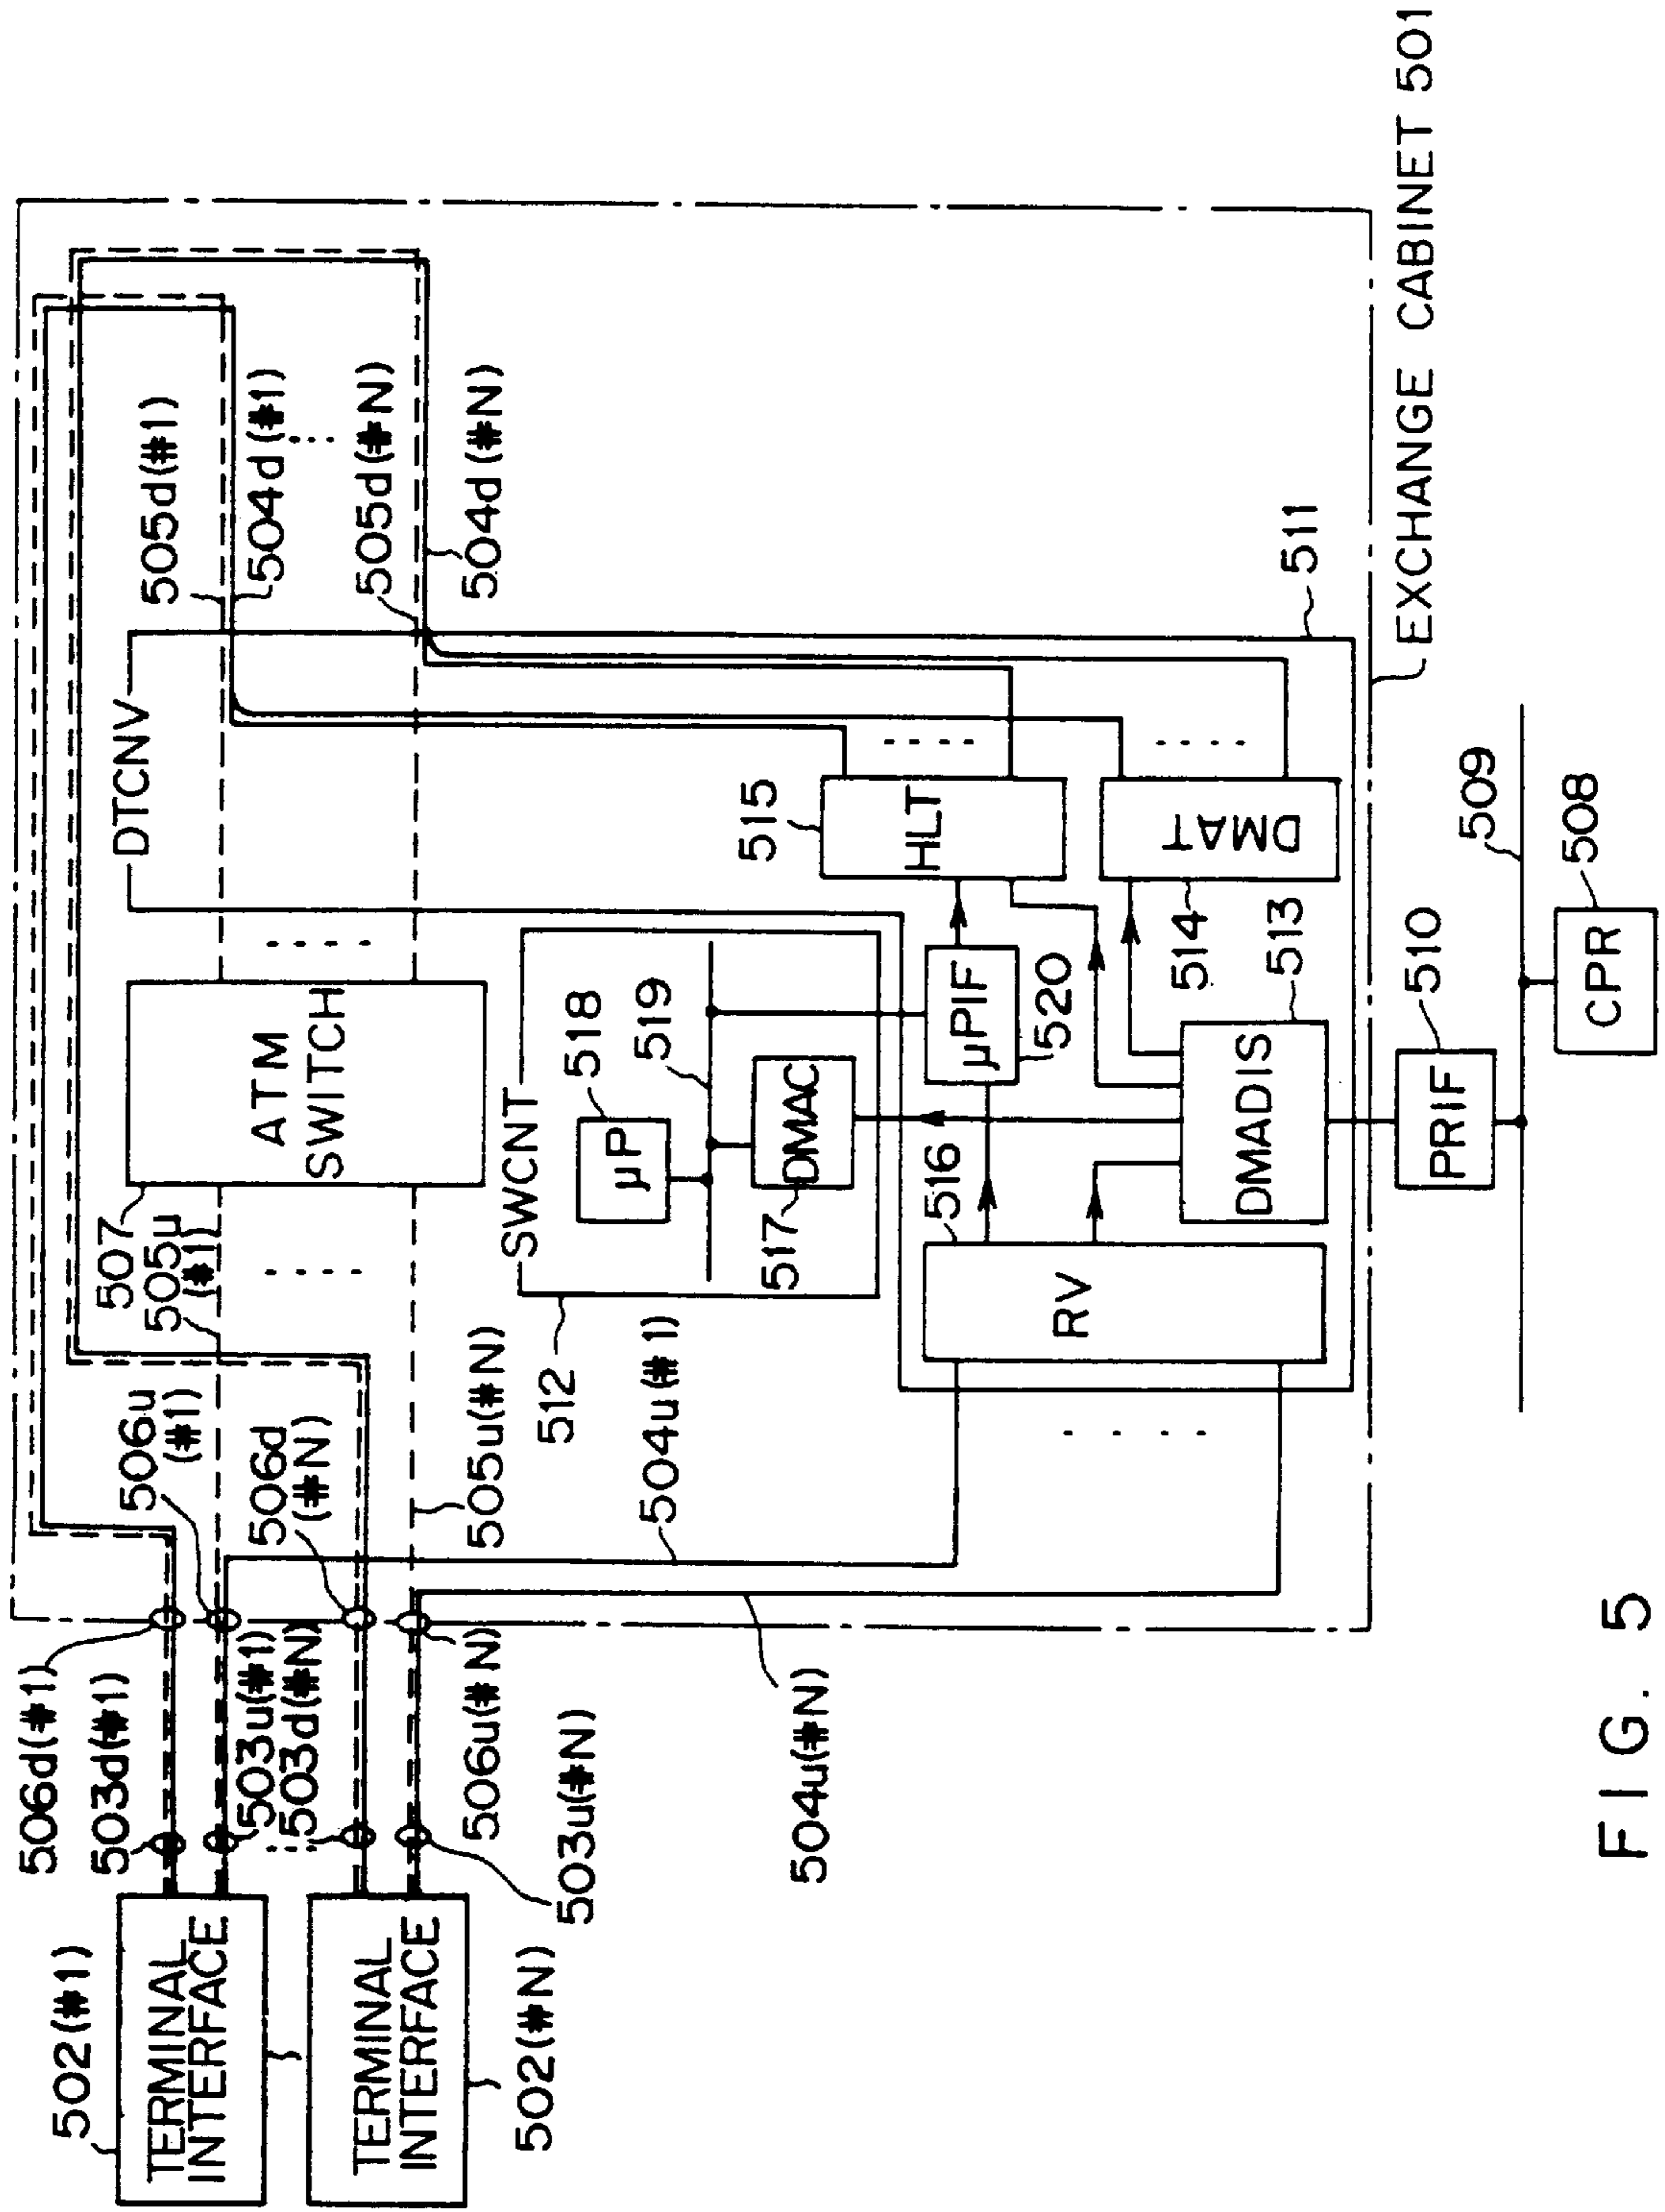 502(#1)
TERMINAL
INTERFACE
TERMINAL
INTERFACE
502(#N)
506d(#1)
503d(#1)
503u(#1)
503d(#N)
506u(#N)
503u(#N)
504u(#N)
506u
(#1)
506d
(#N)
505u(#N)
504u(#1)
507
505u
(#1)
ATM
SWITCH
512
SWCNT
518
μP
519
517
DMAC
516
RV
μPIF
520
DTCNV
515
HLT
DMAT
514
513
DMADIS
505d(#1)
504d(#1)
505d(#N)
504d(#N)
511
EXCHANGE CABINET 501
510
PRIF
509
508
CPR
FIG. 5